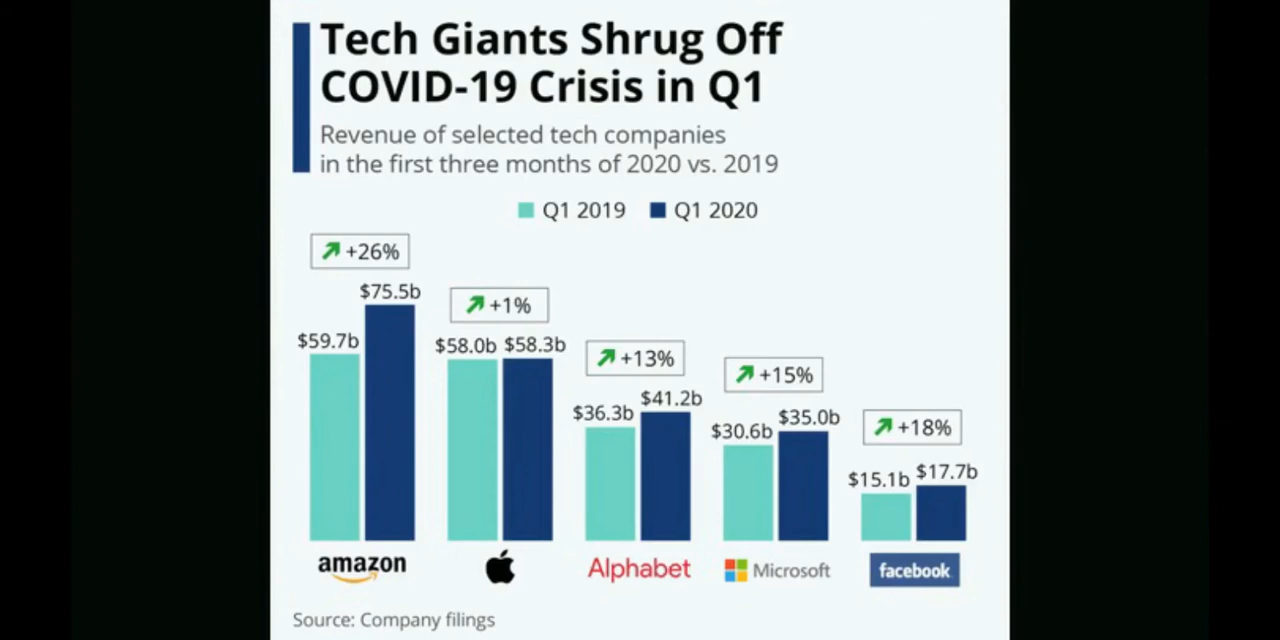 Tech Giants Shrug Off
COVID-19 Crisis in Q1
Revenue of selected tech companies
in the first three months of 2020 vs. 2019
Q1 2019 Q1 2020
+26%
$75.5b
$59.7b
+1%
$58.0b $58.3b
+13%
$41.2b
$36.3b
+15%
$35.0b
$30.6b
+18%
$17.7b
$15.1b
amazon
Alphabet
Microsoft
facebook
Source: Company filings